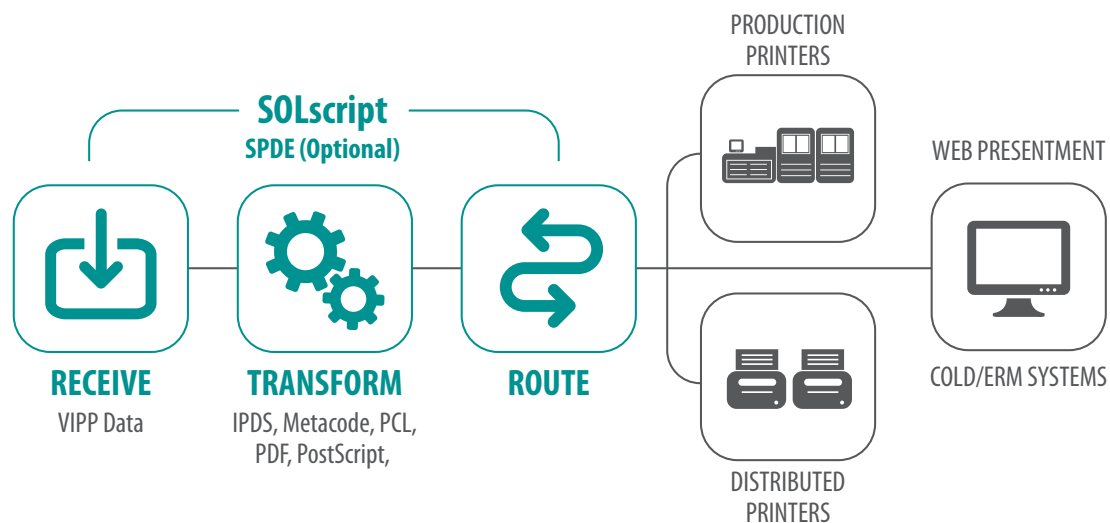 PRODUCTION
PRINTERS
SOLscript
SPDE (Optional)
WEB PRESENTMENT
RECEIVE
VIPP Data
TRANSFORM
IPDS, Metacode, PCL,
PDF, PostScript,
ROUTE
COLD/ERM SYSTEMS
DISTRIBUTED
PRINTERS